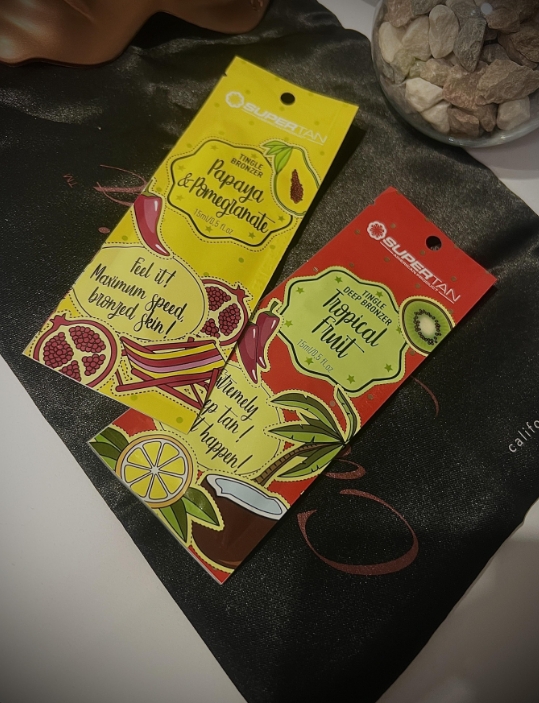 SUPERTAN
TINGLE
BRONZER
Papaya
& Pomegranate
15ml/0.5 fl.oz
Feel it!
Maximum speed
bronzed skin!
SUPERTAN
TINGLE
DEEP BRONZER
Tropical
Fruit
15ml/0.5 fl.oz
tan!
happen!
califo